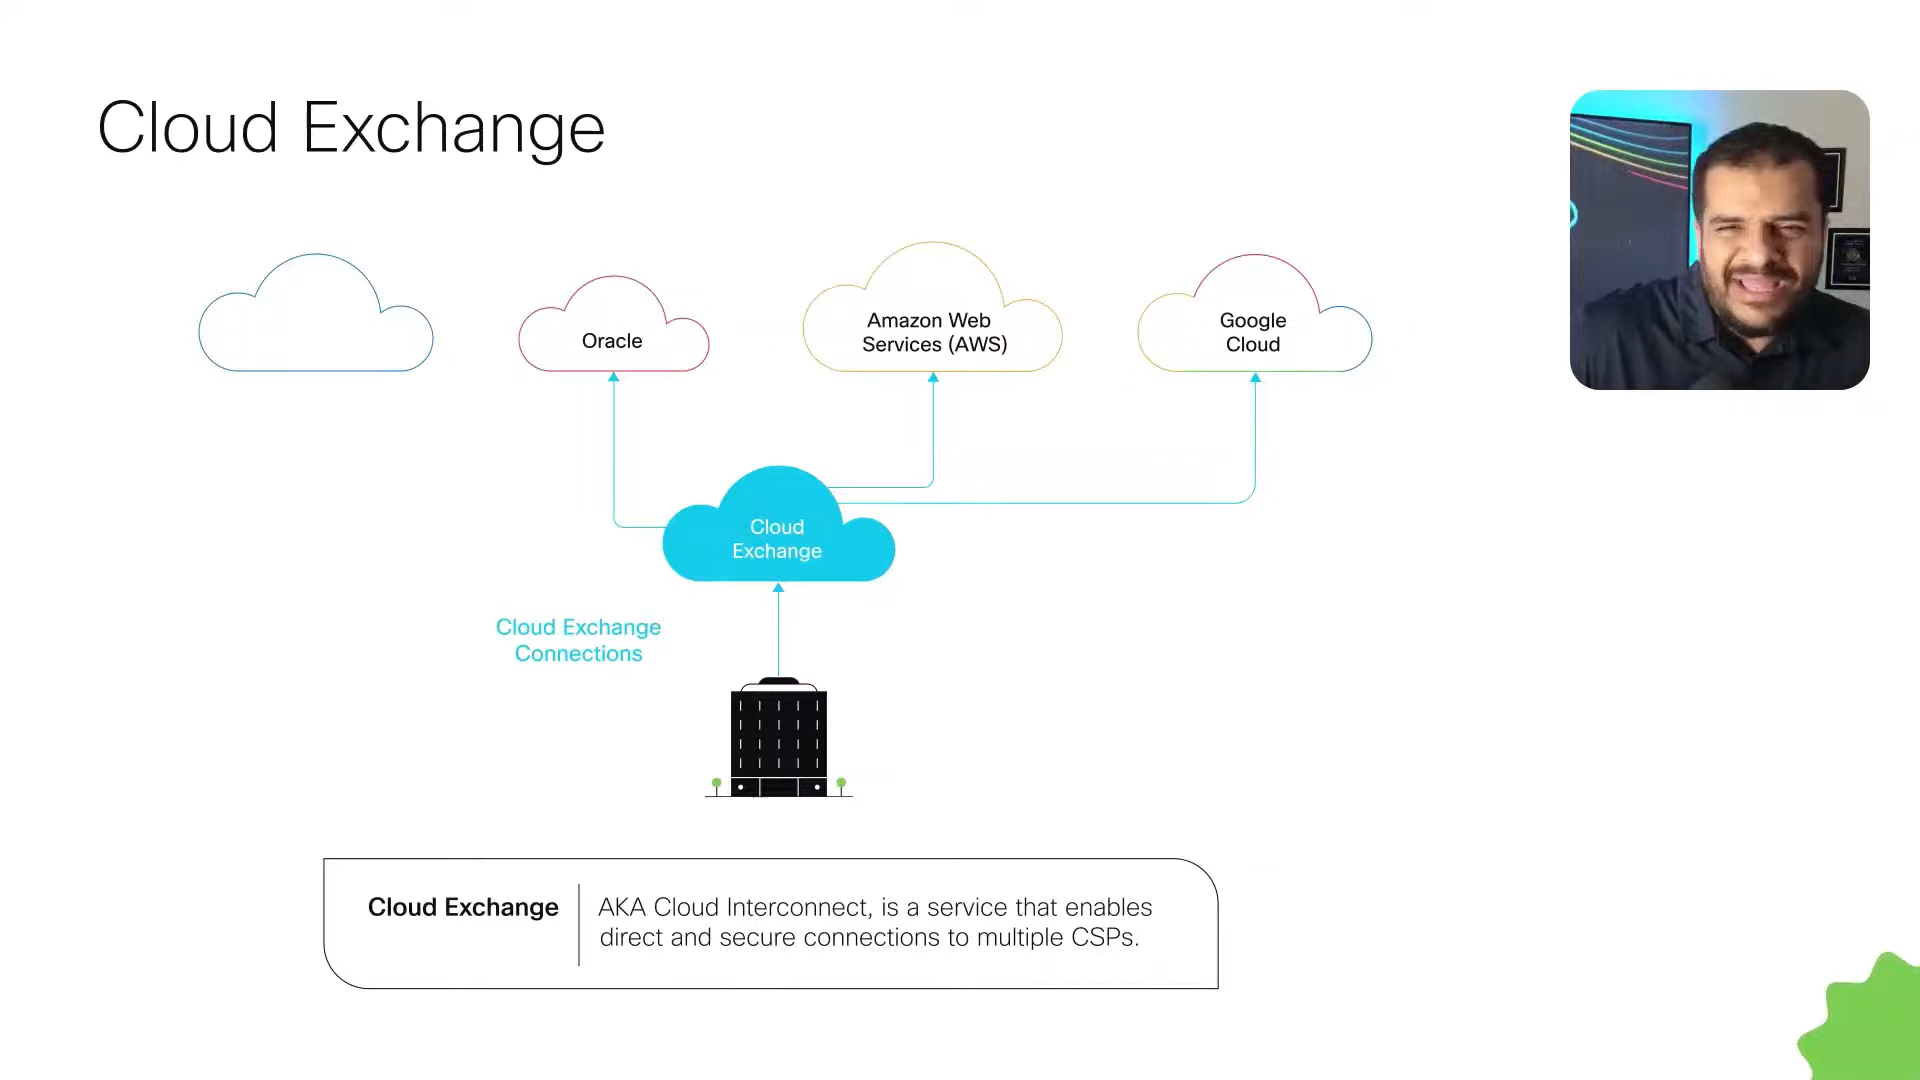 Cloud Exchange
Oracle
Amazon Web
Services (AWS)
Google
Cloud
Cloud
Exchange
Cloud Exchange
Connections
Cloud Exchange
AKA Cloud Interconnect, is a service that enables
direct and secure connections to multiple CSPs.